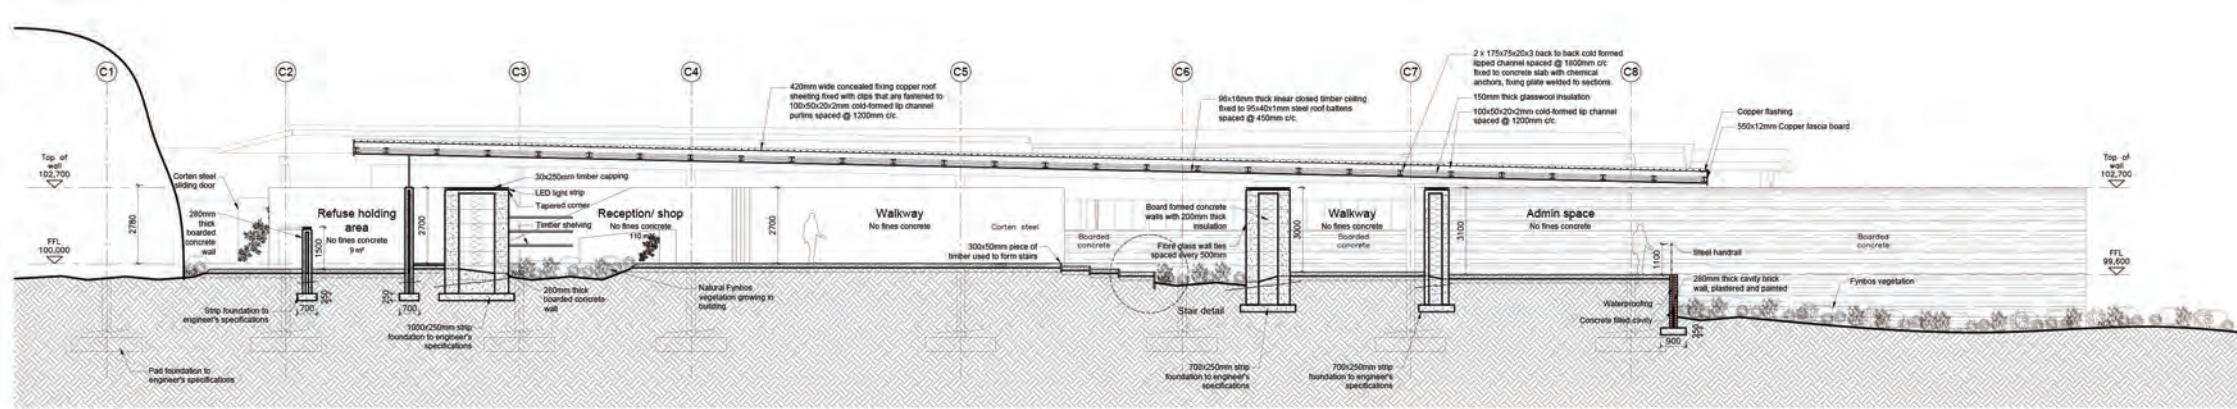 C1
C2
C3
C4
C5
C6
C7
C8
420mm wide concealed fixing copper roof
sheeting fixed with clips that are fastened to
100x50x20x2mm cold-formed lip channel
purlins spaced @ 1200mm c/c.
96x16mm thick linear closed timber ceiling
fixed to 95x40x1mm steel roof battens
spaced @ 450mm c/c.
2 x 175x75x20x3 back to back cold formed
lipped channel spaced @ 1800mm c/c
fixed to concrete slab with chemical
anchors, fixing plate welded to sections.
150mm thick glasswool insulation
100x50x20x2mm cold-formed lip channel
spaced @ 1200mm c/c.
Copper flashing
550x12mm Copper fascia board
Top of
wall
102,700
2780
FFL
100,000
Corten steel
sliding door
280mm
thick
boarded
concrete
wall
1500
Refuse holding
area
No fines concrete
9 m²
2700
30x250mm timber capping
LED light strip
Tapered corner
Timber shelving
Reception/ shop
No fines concrete
110 m²
2700
Walkway
No fines concrete
Corten steel
300x50mm piece of
timber used to form stairs
Boarded
concrete
Board formed concrete
walls with 200mm thick
insulation
Fibre glass wall ties
spaced every 500mm
3000
Walkway
No fines concrete
Boarded
concrete
3100
Admin space
No fines concrete
1100
Steel handrail
Boarded
concrete
Top of
wall
102,700
FFL
99,600
280mm thick cavity brick
wall, plastered and painted
Fynbos vegetation
Waterproofing
Concrete filled cavity
900
250
Strip foundation to
engineer's specifications
700
250
250
700
280mm thick
boarded concrete
wall
Natural Fynbos
vegetation growing in
building
1000x250mm strip
foundation to engineer's
specifications
Stair detail
700x250mm strip
foundation to engineer's
specifications
700x250mm strip
foundation to engineer's
specifications
Pad foundation to
engineer's specifications